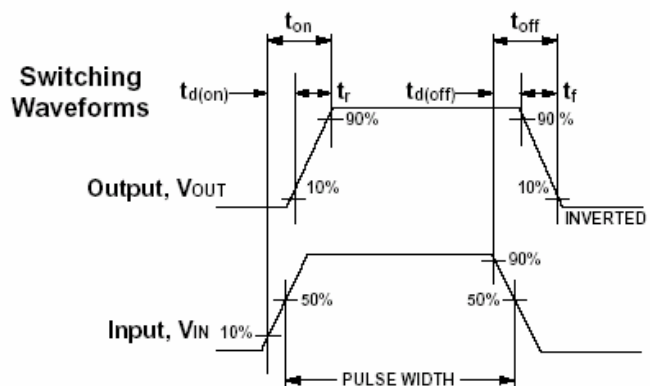 ton
toff
Switching
Waveforms
td(on)
tr
td(off)
tf
90%
90%
Output, VOUT
10%
10%
INVERTED
90%
50%
50%
Input, VIN
10%
PULSE WIDTH